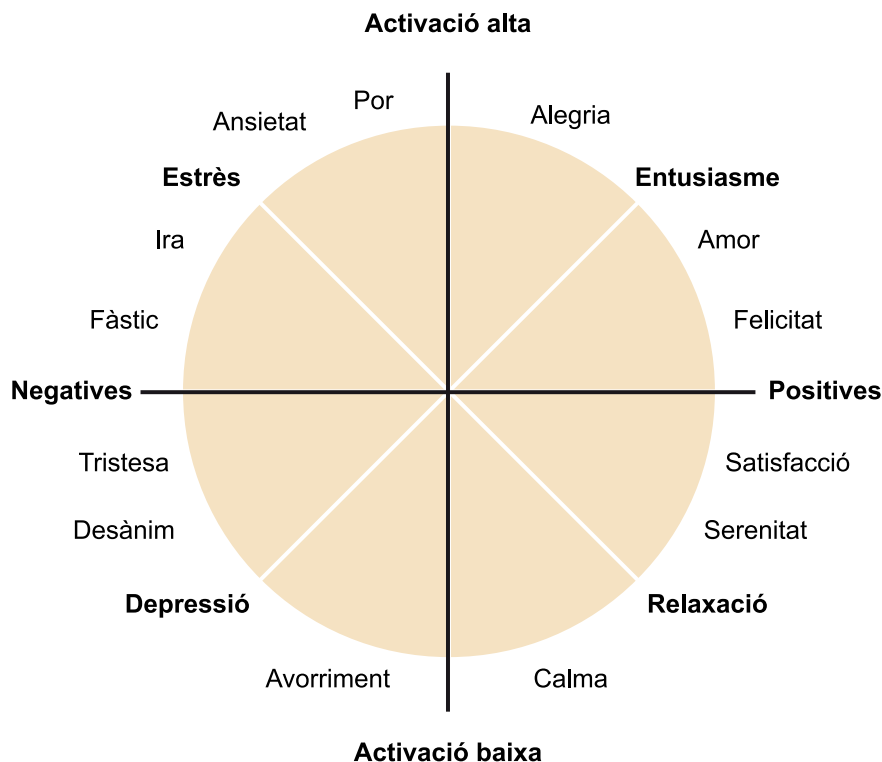 Activació alta
Por
Alegria
Ansietat
Estrès
Entusiasme
Ira
Amor
Fàstic
Felicitat
Negatives
Positives
Tristesa
Satisfacció
Desànim
Serenitat
Depressió
Relaxació
Avorriment
Calma
Activació baixa